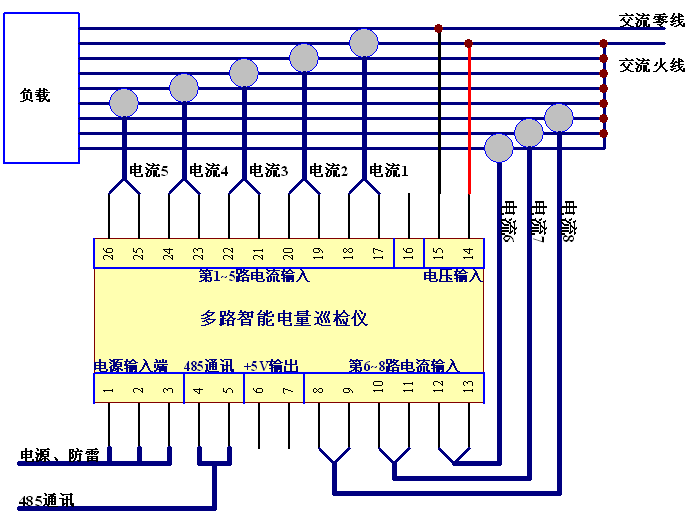 交流零线
交流火线
负载
电流5
电流4
电流3
电流2
电流1
电流6
电流7
电流8
26 25 24 23 22 21 20 19 18 17 16 15 14
第1~5路电流输入
电压输入
多路智能电量巡检仪
电源输入端
485通讯
+5V输出
第6~8路电流输入
1 2 3 4 5 6 7 8 9 10 11 12 13
电源、防雷
485通讯